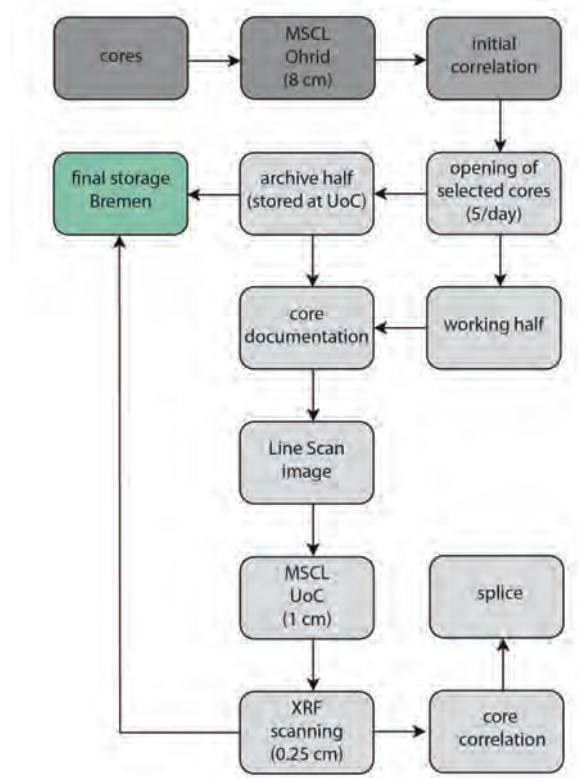 cores
MSCL
Ohrid
(8 cm)
initial
correlation
final storage
Bremen
archive half
(stored at UoC)
opening of
selected cores
(5/day)
core
documentation
working half
Line Scan
image
MSCL
UoC
(1 cm)
splice
XRF
scanning
(0.25 cm)
core
correlation